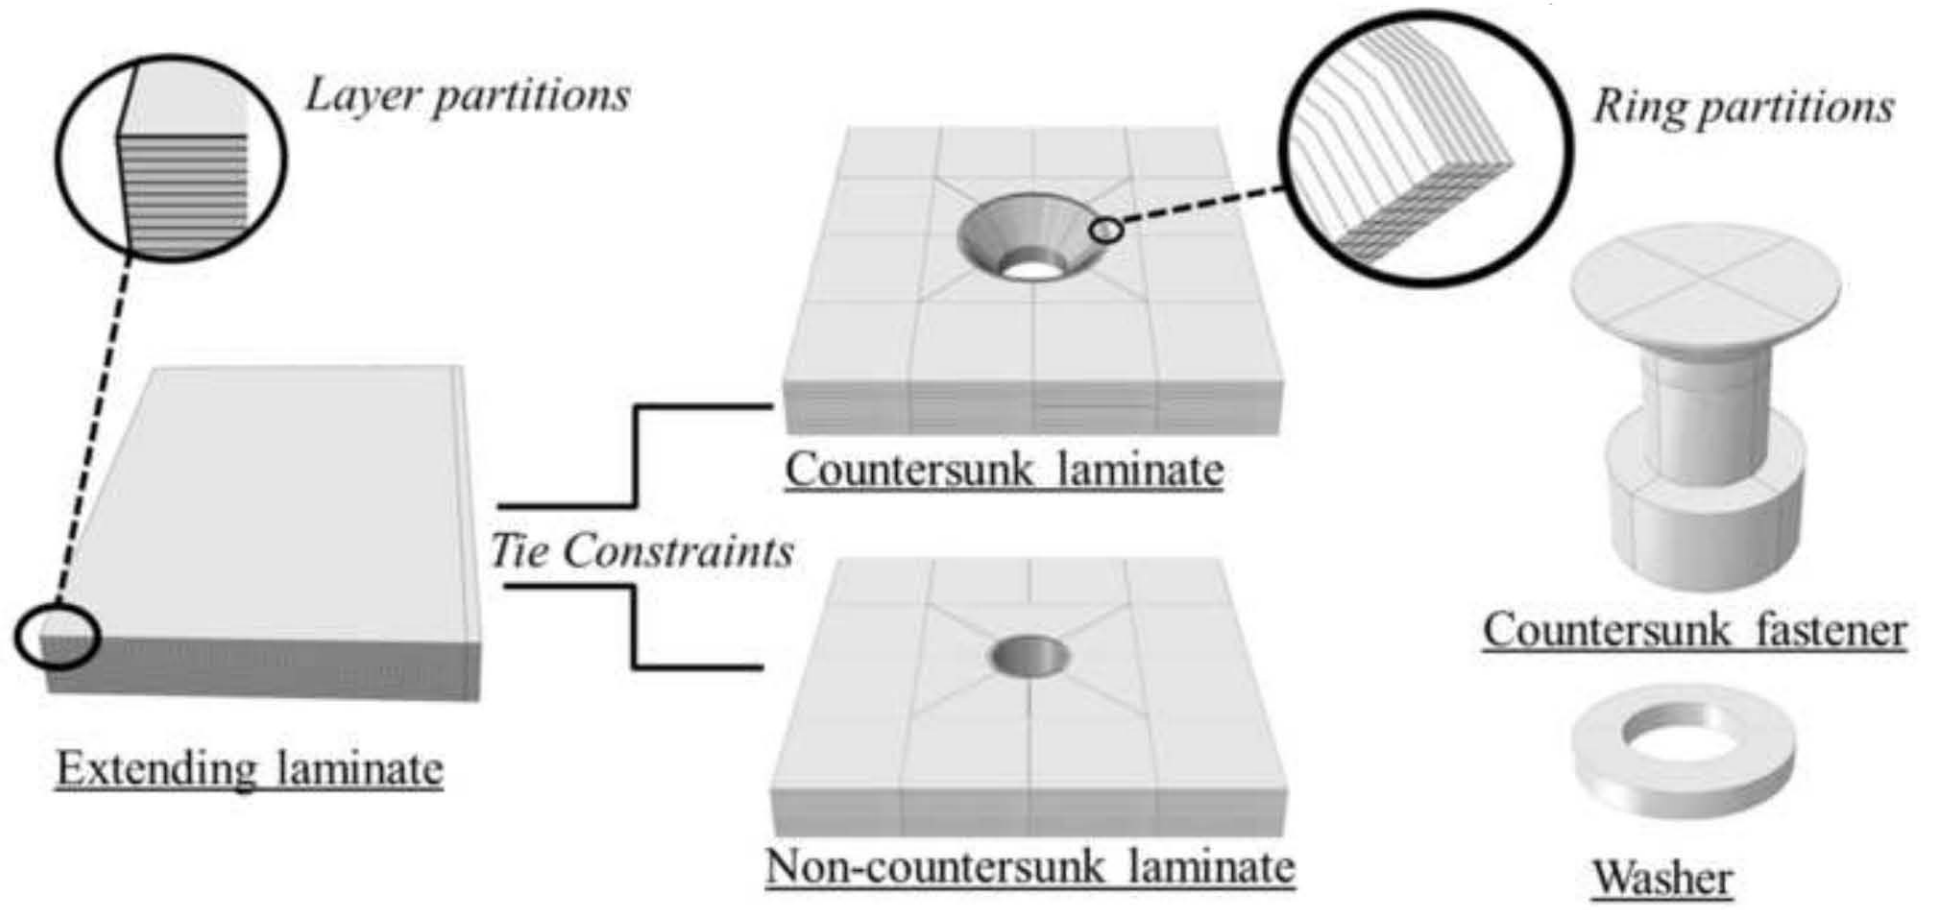 Layer partitions
Ring partitions
Countersunk laminate
Tie Constraints
Countersunk fastener
Extending laminate
Non-countersunk laminate
Washer